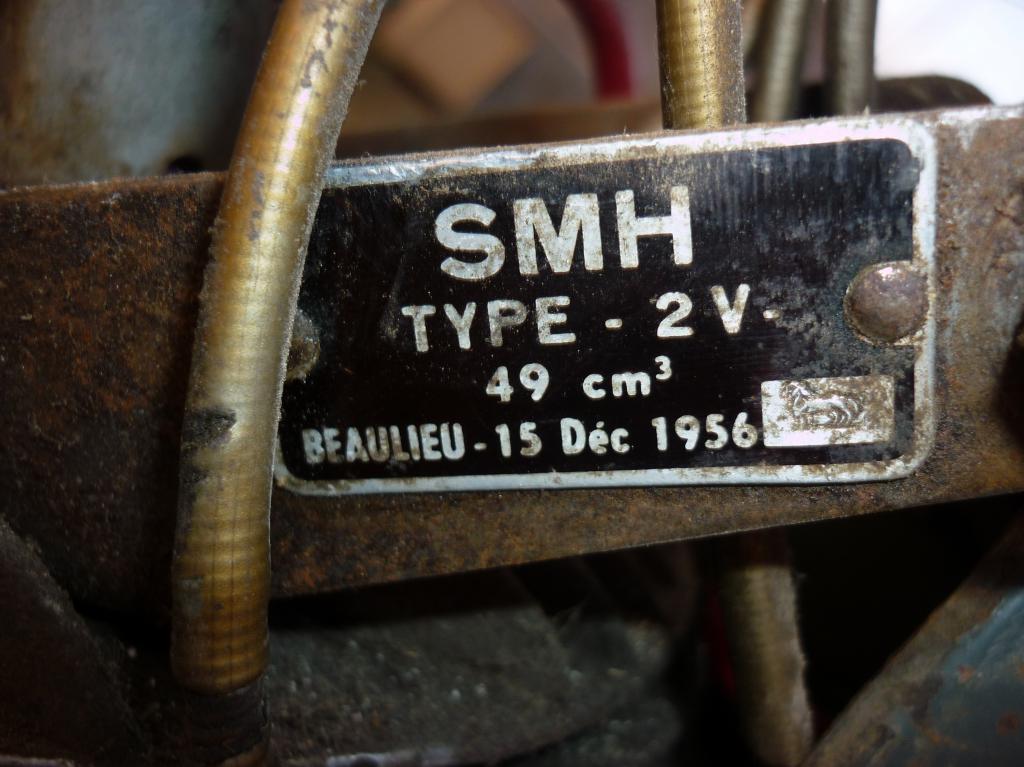 SMH
TYPE - 2 V -
49 cm³
BEAULIEU - 15 Déc 1956